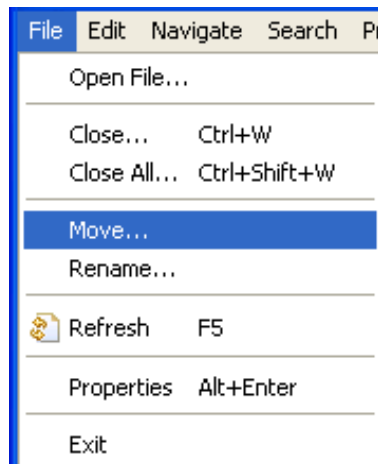 File Edit Navigate Search
Open File...
Close... Ctrl+W
Close All... Ctrl+Shift+W
Move...
Rename...
Refresh F5
Properties Alt+Enter
Exit